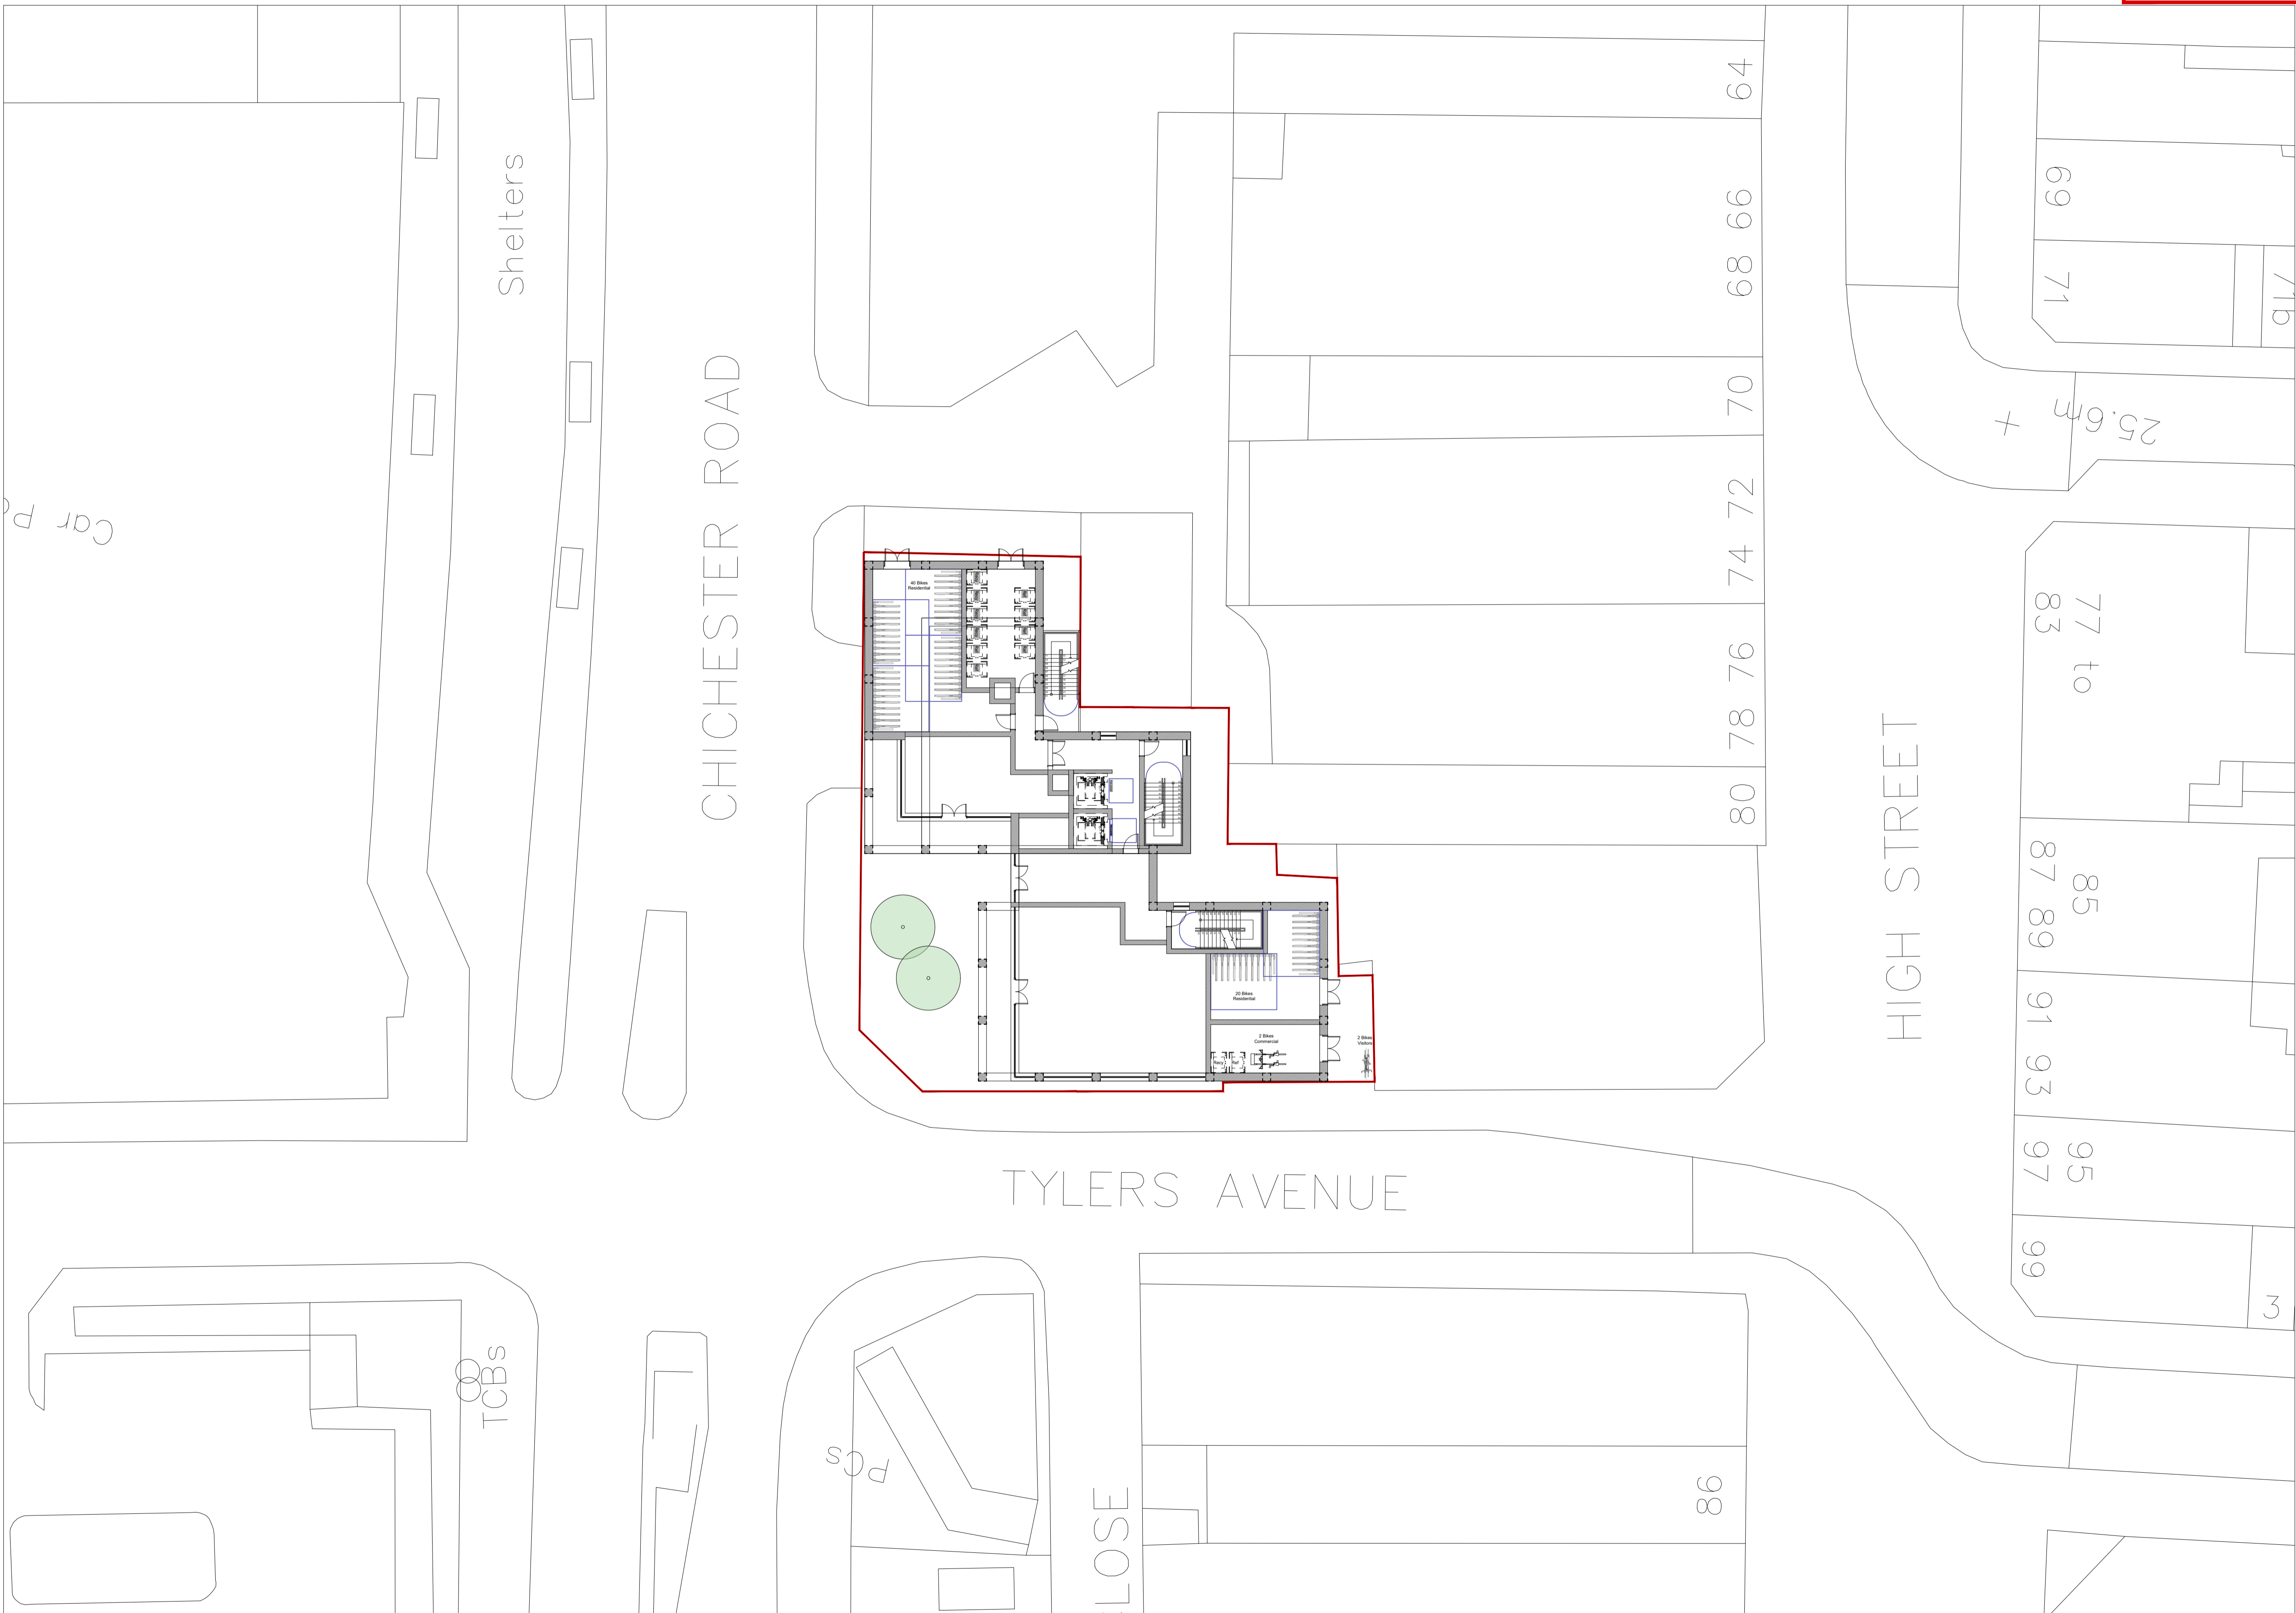 Shelters
CHICHESTER ROAD
Car
64
66
68
70
72
74
76
78
80
HIGH STREET
69
71
25.6m
77 to
83
85
87
89
91
93
95
97
99
3
40 Bikes
Residential
20 Bikes
Residential
2 Bikes
Commercial
Recy
Ref
2 Bikes
Visitors
TYLERS AVENUE
TCBs
PCs
86